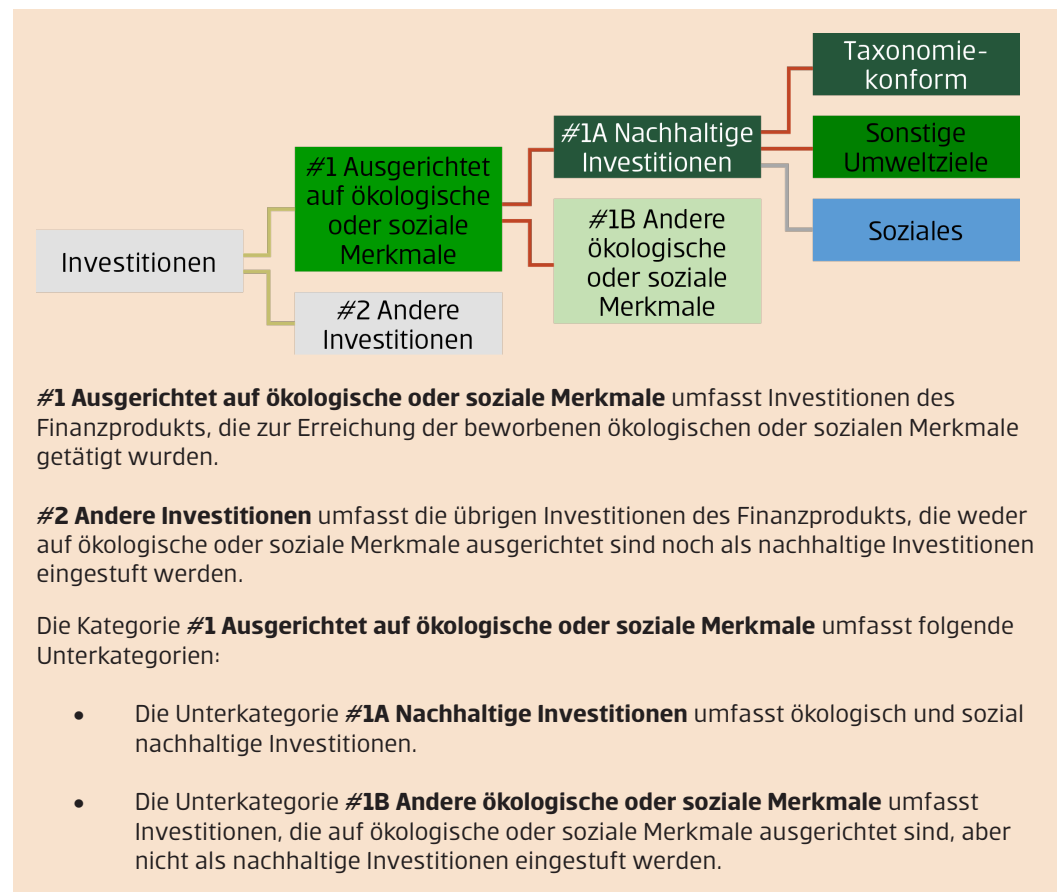 Taxonomie-
konform
#1A Nachhaltige
Investitionen
Sonstige
Umweltziele
#1 Ausgerichtet
auf ökologische
oder soziale
Merkmale
Soziales
#1B Andere
ökologische
oder soziale
Merkmale
Investitionen
#2 Andere
Investitionen
#1 Ausgerichtet auf ökologische oder soziale Merkmale umfasst Investitionen des
Finanzprodukts, die zur Erreichung der beworbenen ökologischen oder sozialen Merkmale
getätigt wurden.
#2 Andere Investitionen umfasst die übrigen Investitionen des Finanzprodukts, die weder
auf ökologische oder soziale Merkmale ausgerichtet sind noch als nachhaltige Investitionen
eingestuft werden.
Die Kategorie #1 Ausgerichtet auf ökologische oder soziale Merkmale umfasst folgende
Unterkategorien:
• Die Unterkategorie #1A Nachhaltige Investitionen umfasst ökologisch und sozial
nachhaltige Investitionen.
• Die Unterkategorie #1B Andere ökologische oder soziale Merkmale umfasst
Investitionen, die auf ökologische oder soziale Merkmale ausgerichtet sind, aber
nicht als nachhaltige Investitionen eingestuft werden.